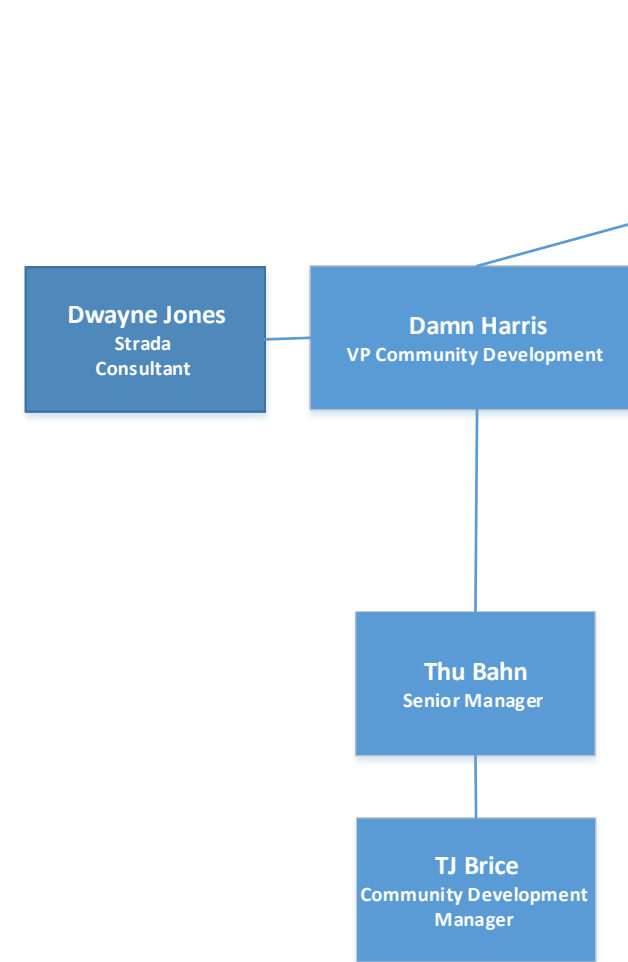 Dwayne Jones
Strada
Consultant
Damn Harris
VP Community Development
Thu Bahn
Senior Manager
TJ Brice
Community Development
Manager